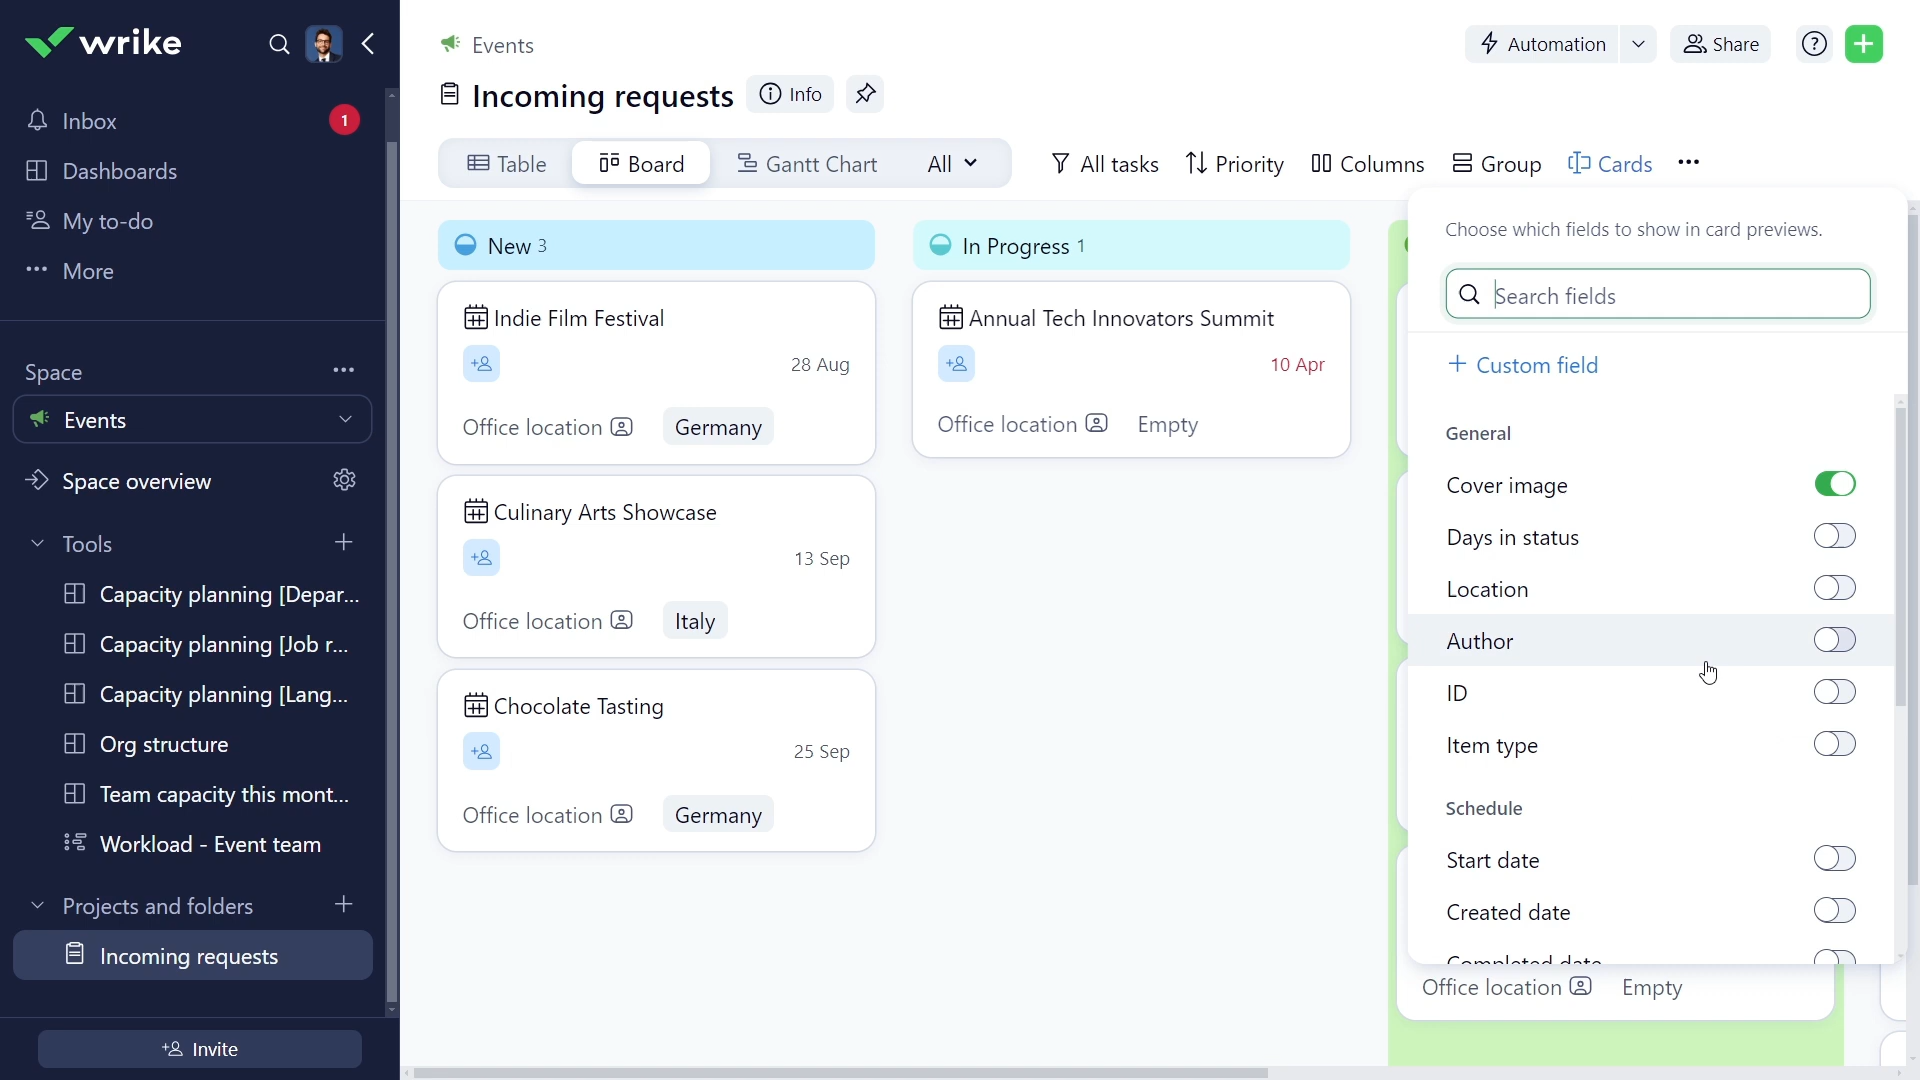 wrike
Inbox
1
Dashboards
My to-do
More
Space
Events
Space overview
Tools
Capacity planning [Depar...
Capacity planning [Job r...
Capacity planning [Lang...
Org structure
Team capacity this mont...
Workload - Event team
Projects and folders
Incoming requests
Invite
Events
Automation
Share
Incoming requests
Info
Table
Board
Gantt Chart
All
All tasks
Priority
Columns
Group
Cards
New 3
Indie Film Festival
28 Aug
Office location
Germany
Culinary Arts Showcase
13 Sep
Office location
Italy
Chocolate Tasting
25 Sep
Office location
Germany
In Progress 1
Annual Tech Innovators Summit
10 Apr
Office location
Empty
Choose which fields to show in card previews.
Search fields
Custom field
General
Cover image
Days in status
Location
Author
ID
Item type
Schedule
Start date
Created date
Completed date
Office location
Empty